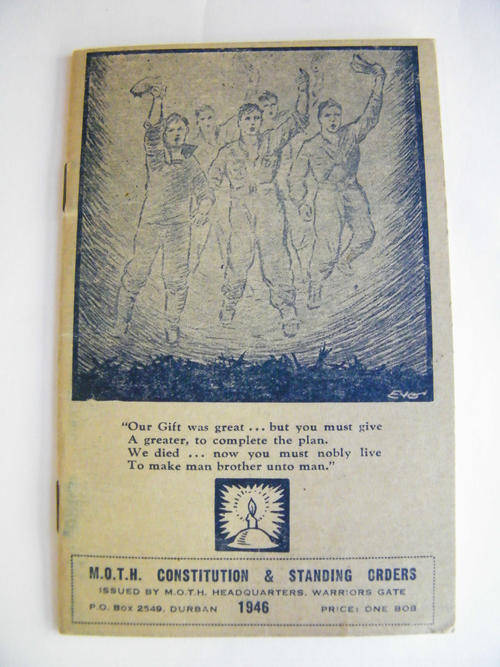 EVO
"Our Gift was great ... but you must give
A greater, to complete the plan.
We died ... now you must nobly live
To make man brother unto man."
M.O.T.H. CONSTITUTION & STANDING ORDERS
ISSUED BY M.O.T.H. HEADQUARTERS, WARRIORS GATE
P.O. BOX 2549, DURBAN 1946 PRICE: ONE BOB